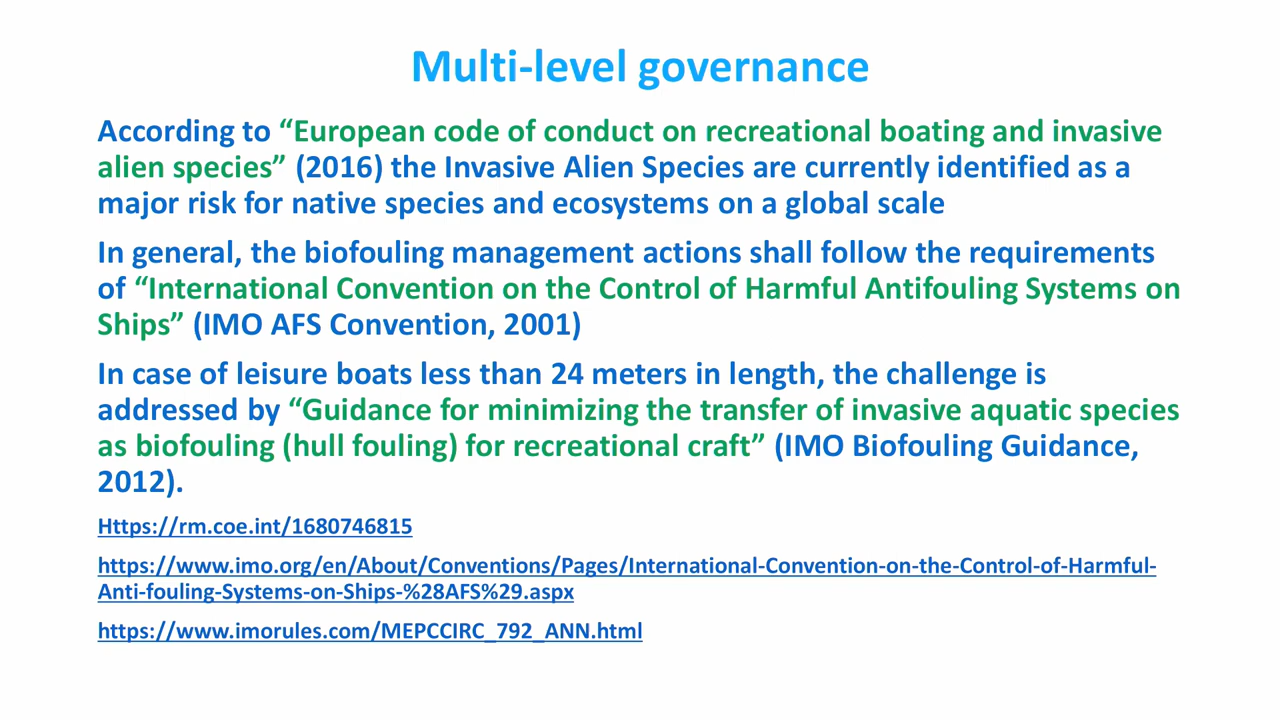 Multi-level governance
According to “European code of conduct on recreational boating and invasive
alien species” (2016) the Invasive Alien Species are currently identified as a
major risk for native species and ecosystems on a global scale
In general, the biofouling management actions shall follow the requirements
of “International Convention on the Control of Harmful Antifouling Systems on
Ships” (IMO AFS Convention, 2001)
In case of leisure boats less than 24 meters in length, the challenge is
addressed by “Guidance for minimizing the transfer of invasive aquatic species
as biofouling (hull fouling) for recreational craft” (IMO Biofouling Guidance,
2012).
Https://rm.coe.int/1680746815
https://www.imo.org/en/About/Conventions/Pages/International-Convention-on-the-Control-of-Harmful-
Anti-fouling-Systems-on-Ships-%28AFS%29.aspx
https://www.imorules.com/MEPCCIRC_792_ANN.html